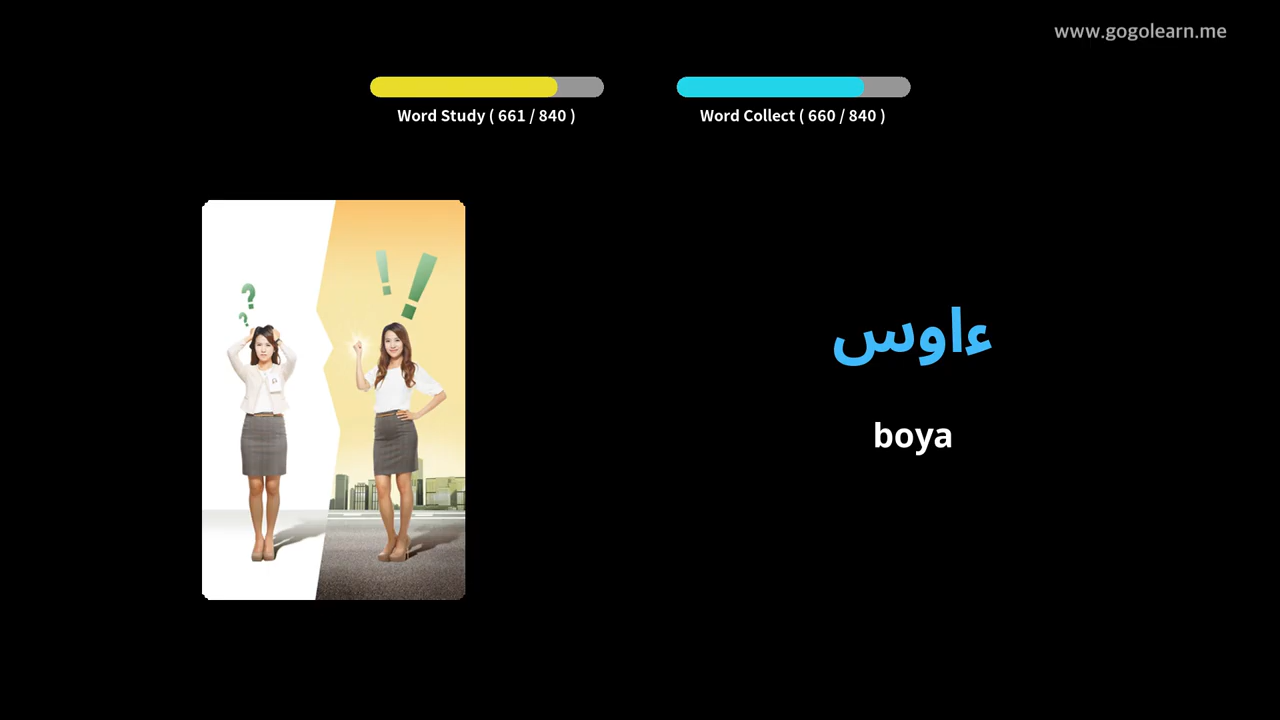 www.gogolearn.me
Word Study ( 661 / 840 )
Word Collect ( 660 / 840 )
? ?
! !
ءاوس
boya